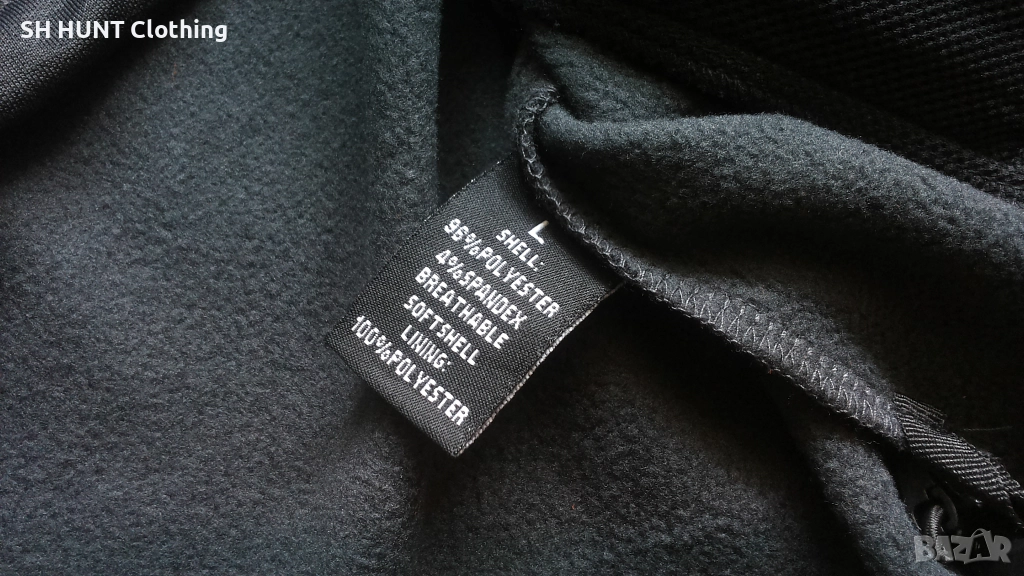 SH HUNT Clothing
L
SHELL:
96%POLYESTER
4%SPANDEX
BREATHABLE
SOFTSHELL
LINING:
100%POLYESTER
BAZAR